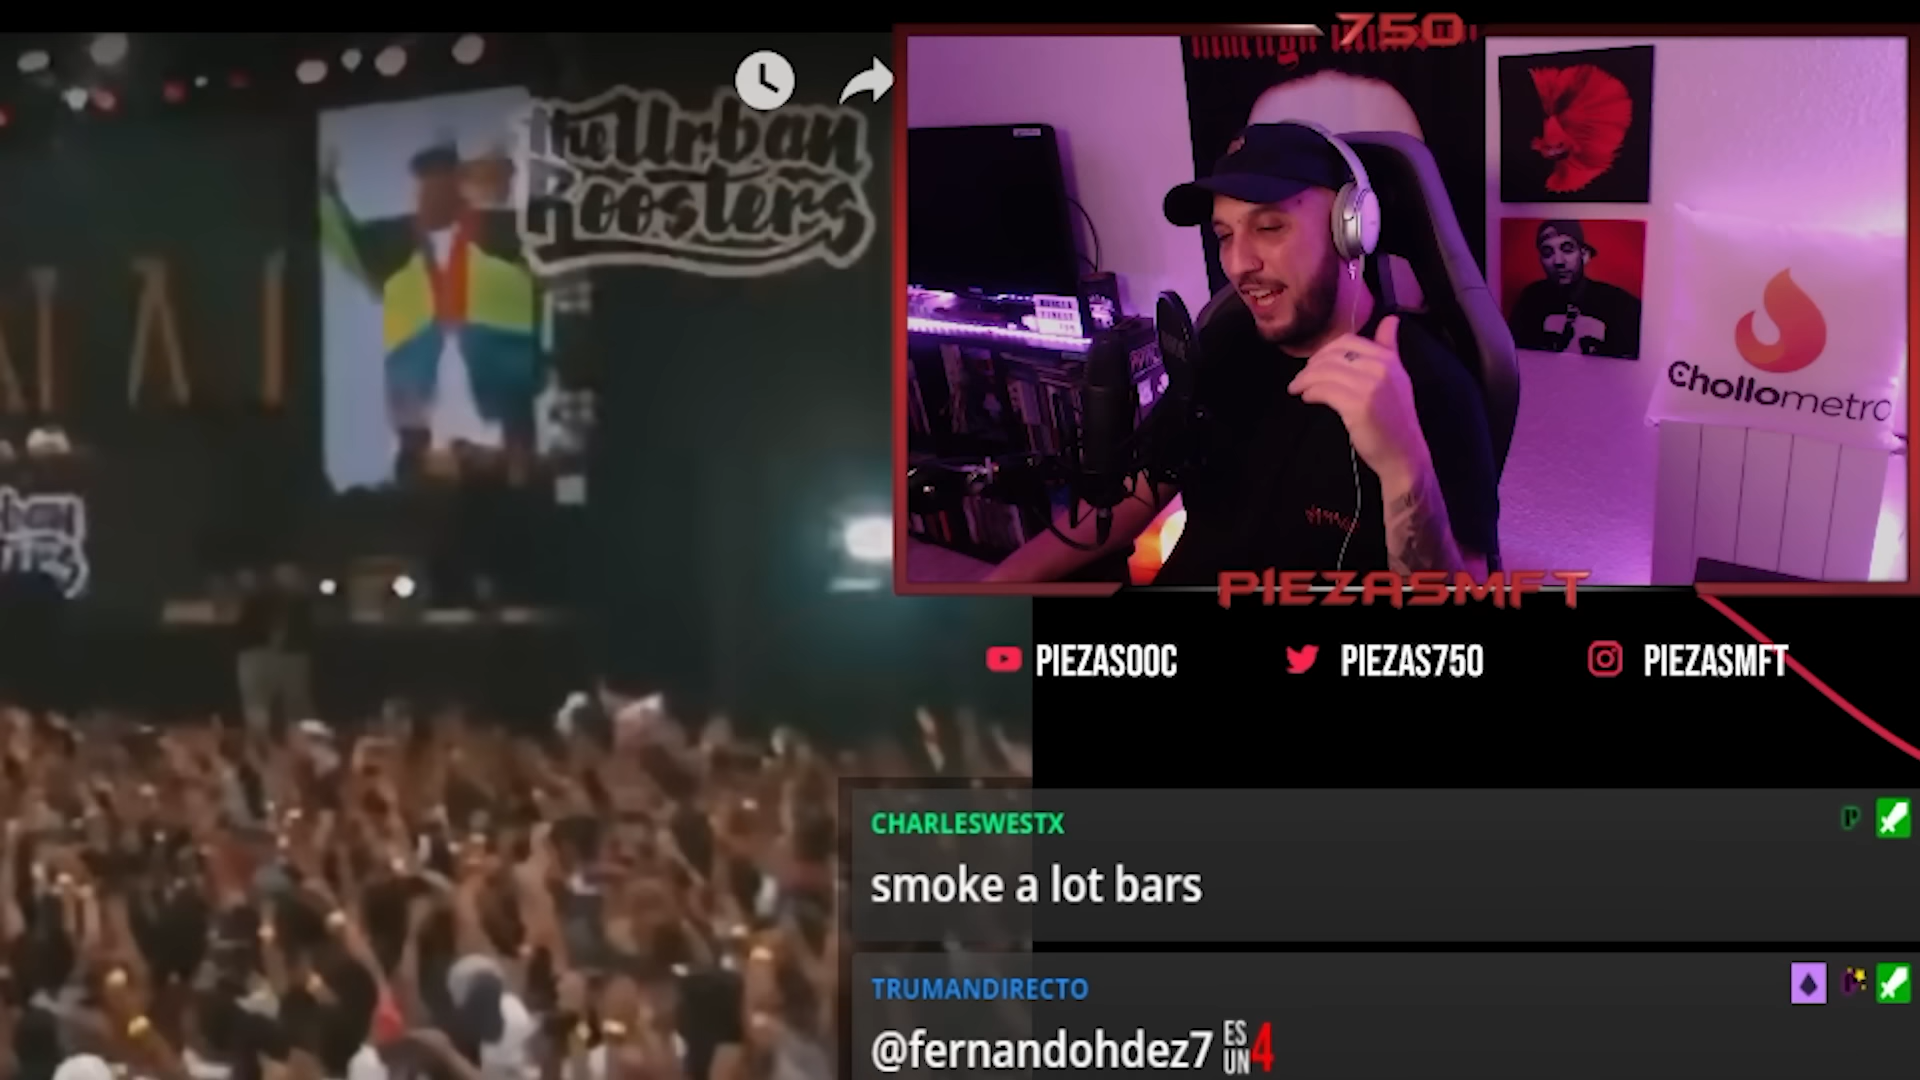 750
The Urban
Roosters
Chollometro
PIEZASMFT
PIEZASOOC
PIEZAS750
PIEZASMFT
CHARLESWESTX
smoke a lot bars
TRUMANDIRECTO
@fernandohdez7 ES UN 4